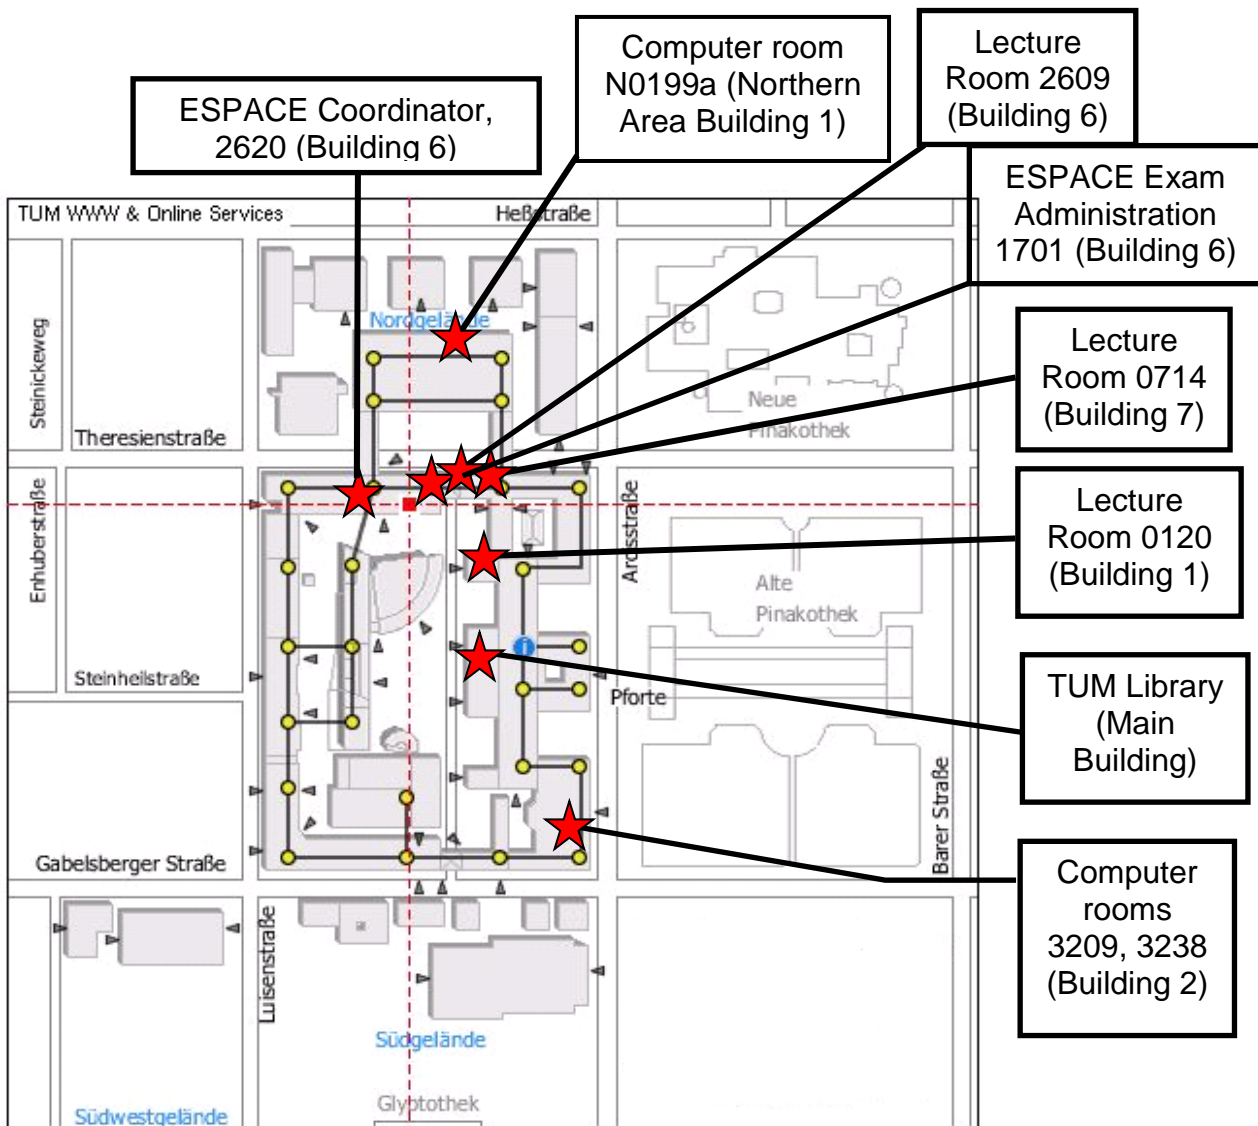 Computer room
N0199a (Northern
Area Building 1)
Lecture
Room 2609
(Building 6)
ESPACE Coordinator,
2620 (Building 6)
ESPACE Exam
Administration
1701 (Building 6)
TUM WWW & Online Services
Heßstraße
Nordgelände
Steinickeweg
Lecture
Room 0714
(Building 7)
Neue
Pinakothek
Theresienstraße
Enhuberstraße
Arcisstraße
Lecture
Room 0120
(Building 1)
Alte
Pinakothek
Steinheilstraße
i
Pforte
TUM Library
(Main
Building)
Barer Straße
Gabelsberger Straße
Computer
rooms
3209, 3238
(Building 2)
Luisenstraße
Südgelände
Glyptothek
Südwestgelände